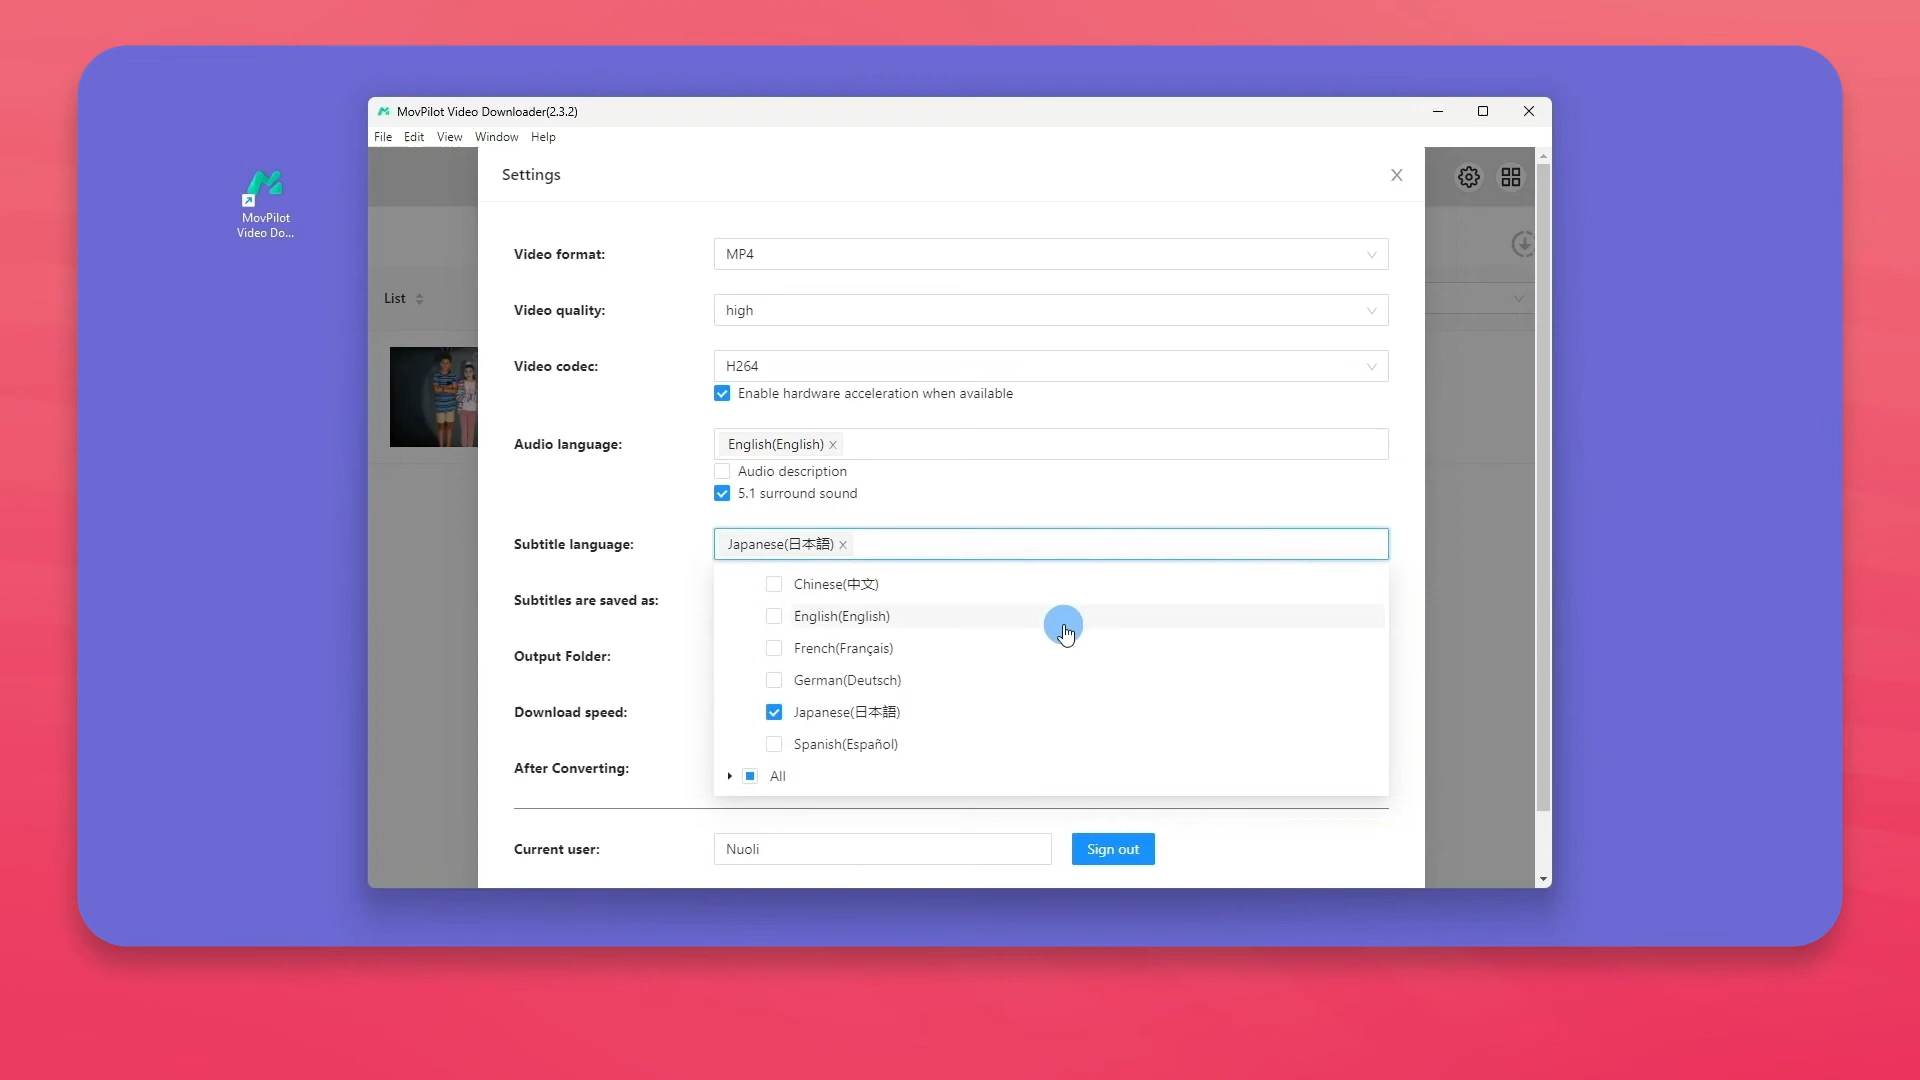 MovPilot Video Downloader(2.3.2)
File Edit View Window Help
MovPilot
Video Do...
Settings
List
Video format: MP4
Video quality: high
Video codec: H264
Enable hardware acceleration when available
Audio language: English(English)
Audio description
5.1 surround sound
Subtitle language: Japanese(日本語)
Chinese(中文)
Subtitles are saved as:
English(English)
French(Français)
Output Folder:
German(Deutsch)
Download speed:
Japanese(日本語)
Spanish(Español)
After Converting:
All
Current user: Nuoli Sign out